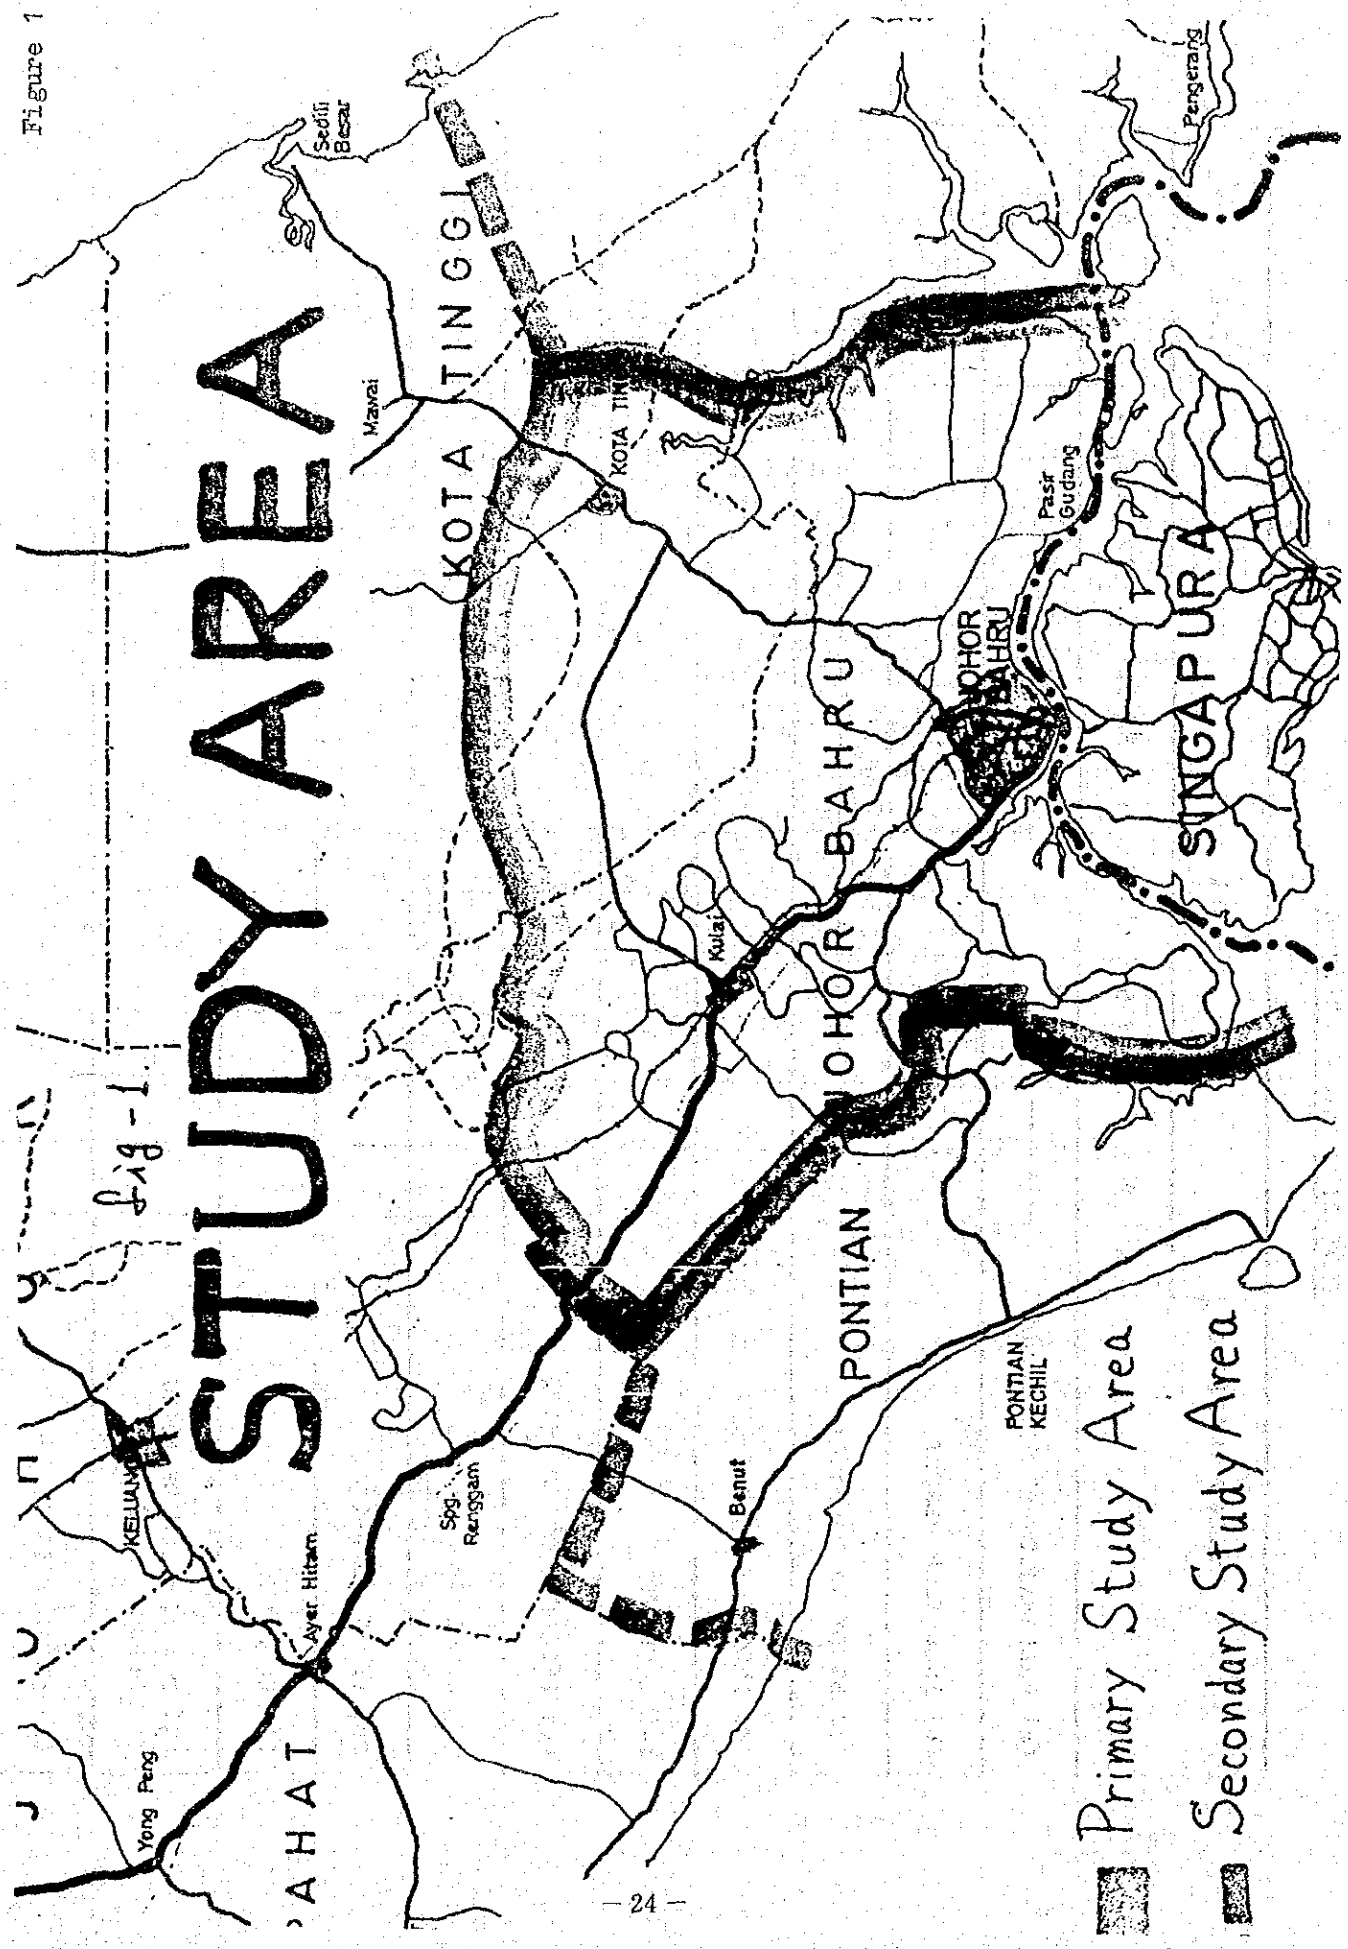 Figure 1
fig-1.
STUDY AREA
Sedili
Besar
Pengerang
Mawai
KOTA TINGGI
KOTA TIN
Pasir
Gudang
JOHOR
BAHRU
SINGAPURA
JOHOR BAHRU
Kulai
KELUANG
Ayer Hitam
Spg.
Renggam
Benut
PONTIAN
PONTIAN
KECHIL
Yong Peng
AHAT
Primary Study Area
Secondary Study Area
— 24 —